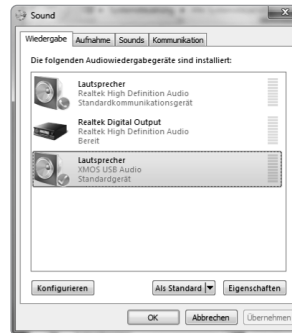 Sound
Wiedergabe Aufnahme Sounds Kommunikation
Die folgenden Audiowiedergabegeräte sind installiert:
Lautsprecher
Realtek High Definition Audio
Standardkommunikationsgerät
Realtek Digital Output
Realtek High Definition Audio
Bereit
Lautsprecher
XMOS USB Audio
Standardgerät
Konfigurieren Als Standard Eigenschaften
OK Abbrechen Übernehmen